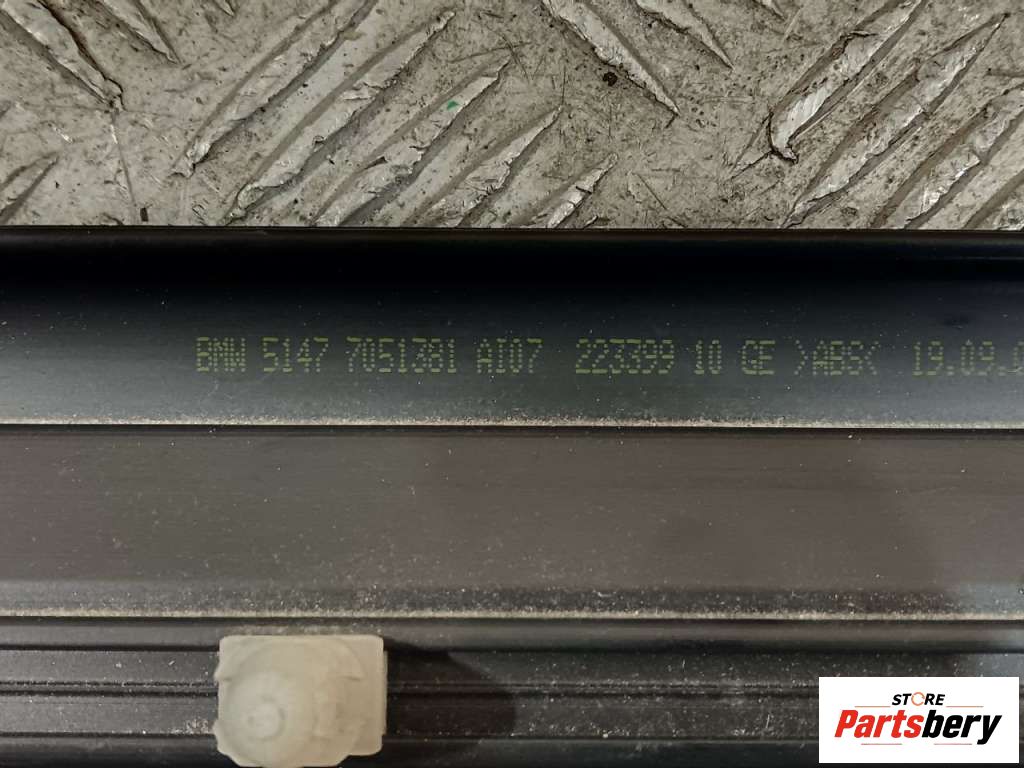 BMW 5147 7051381 AI07 223399 10 GE >ABS< 19.09.
STORE
Partsbery